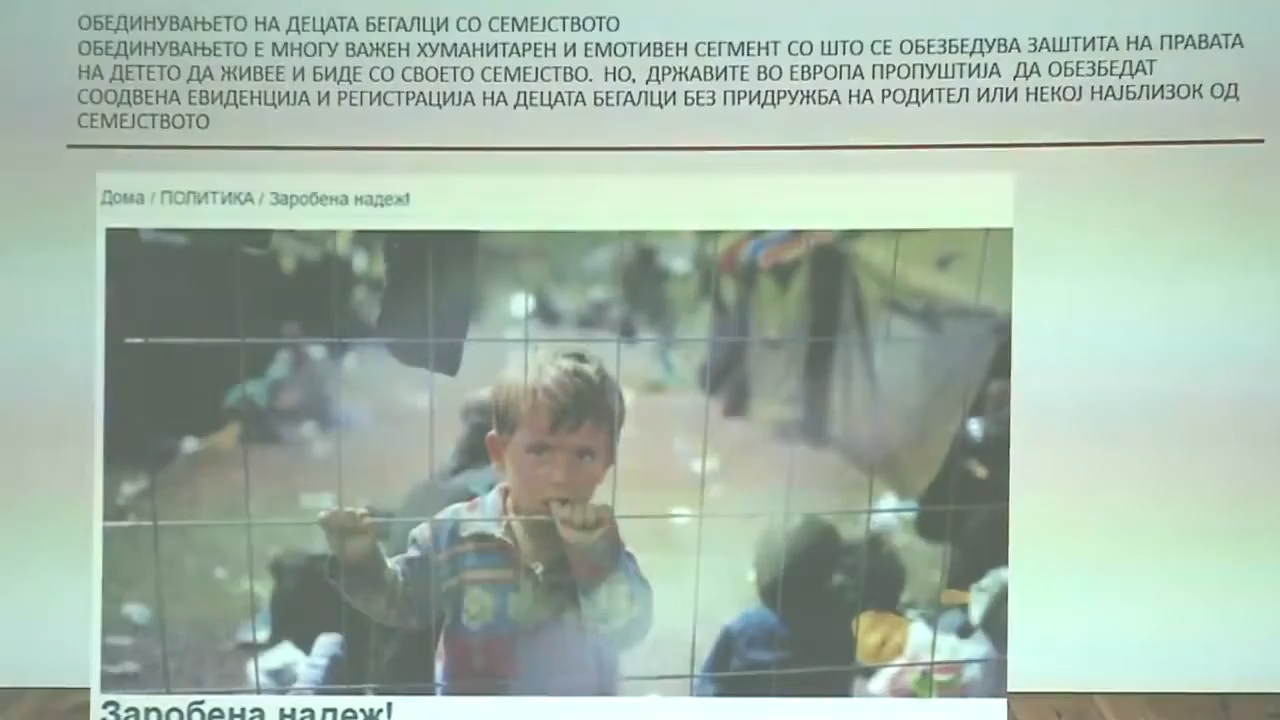 ОБЕДИНУВАЊЕТО НА ДЕЦАТА БЕГАЛЦИ СО СЕМЕЈСТВОТО
ОБЕДИНУВАЊЕТО Е МНОГУ ВАЖЕН ХУМАНИТАРЕН И ЕМОТИВЕН СЕГМЕНТ СО ШТО СЕ ОБЕЗБЕДУВА ЗАШТИТА НА ПРАВАТА
НА ДЕТЕТО ДА ЖИВЕЕ И БИДЕ СО СВОЕТО СЕМЕЈСТВО. НО, ДРЖАВИТЕ ВО ЕВРОПА ПРОПУШТИЈА ДА ОБЕЗБЕДАТ
СООДВЕНА ЕВИДЕНЦИЈА И РЕГИСТРАЦИЈА НА ДЕЦАТА БЕГАЛЦИ БЕЗ ПРИДРУЖБА НА РОДИТЕЛ ИЛИ НЕКОЈ НАЈБЛИЗОК ОД
СЕМЕЈСТВОТО
Дома / ПОЛИТИКА / Заробена надеж!
Заробена надеж!